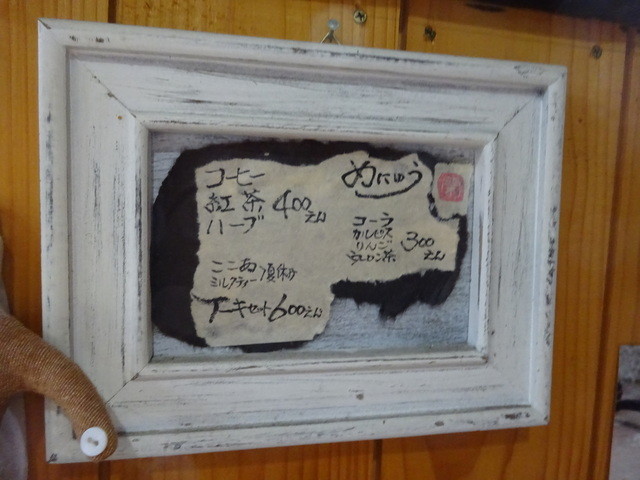 めにゅう
コーヒー
紅茶 400えん
ハーブ
ここあ
ミルクティー 夏休み
ケーキセット 600えん
コーラ
カルピス
りんご 300えん
ウーロン茶